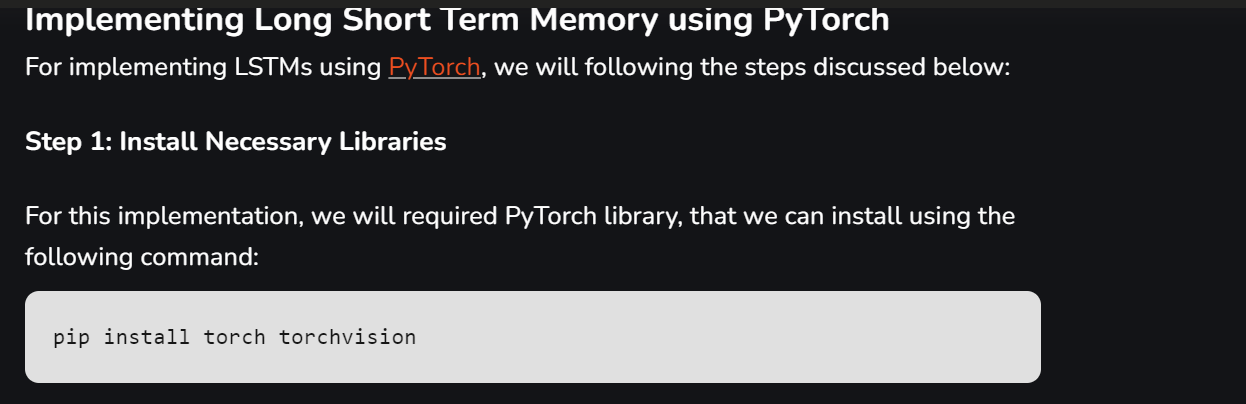 Implementing Long Short Term Memory using PyTorch
For implementing LSTMs using PyTorch, we will following the steps discussed below:
Step 1: Install Necessary Libraries
For this implementation, we will required PyTorch library, that we can install using the
following command:
pip install torch torchvision